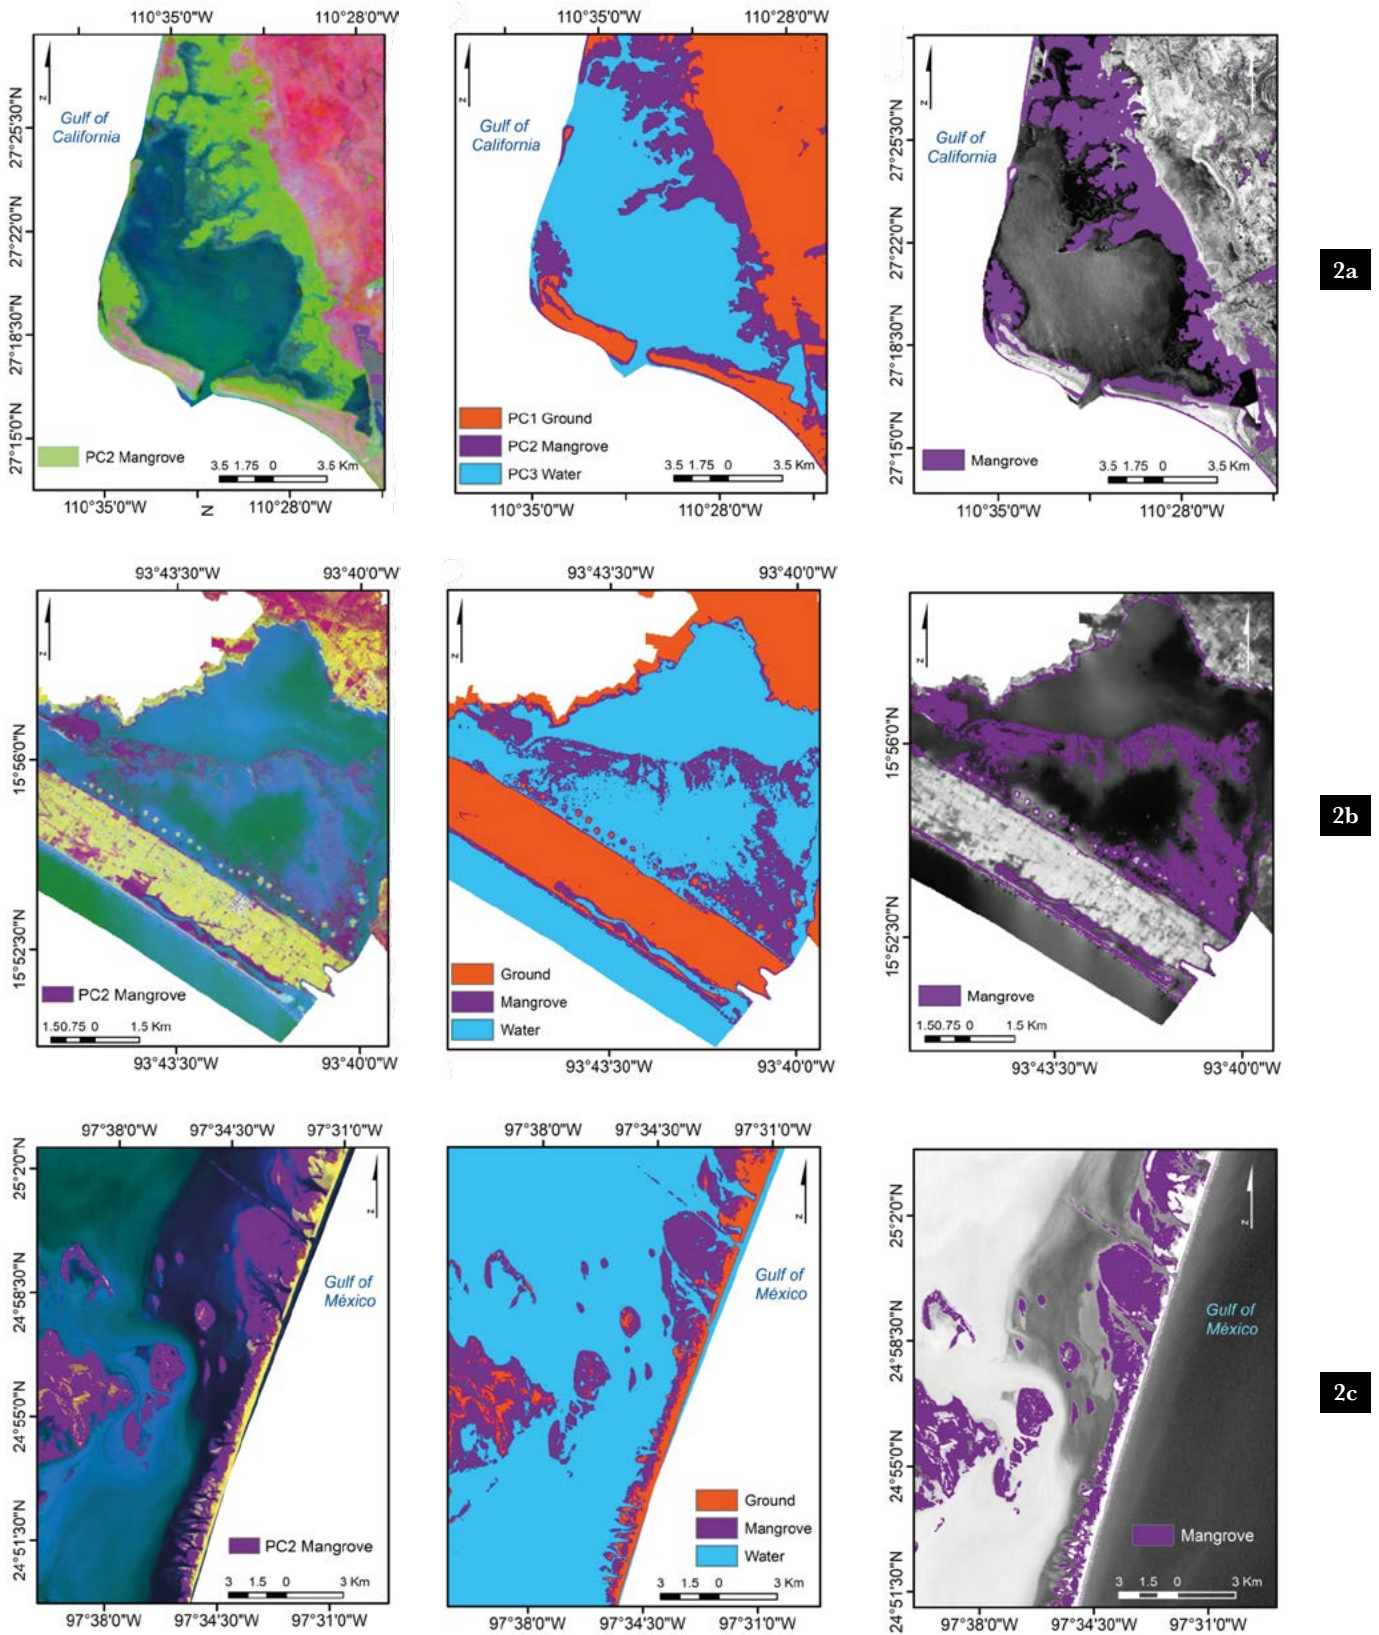 110°35'0"W 110°28'0"W 110°35'0"W 110°28'0"W 110°35'0"W 110°28'0"W
27°25'30"N
27°22'0"N
27°18'30"N
27°15'0"N
Gulf of
California
z
PC2 Mangrove
3.5 1.75 0 3.5 Km
110°35'0"W
N
110°28'0"W
Gulf of
California
z
PC1 Ground
PC2 Mangrove
PC3 Water
3.5 1.75 0 3.5 Km
110°35'0"W 110°28'0"W
27°25'30"N
27°22'0"N
27°18'30"N
27°15'0"N
Gulf of
California
z
Mangrove
3.5 1.75 0 3.5 Km
110°35'0"W 110°28'0"W
2a
93°43'30"W 93°40'0"W 93°43'30"W 93°40'0"W
15°56'0"N
15°52'30"N
z
PC2 Mangrove
1.50.75 0 1.5 Km
93°43'30"W 93°40'0"W
z
Ground
Mangrove
Water
93°43'30"W 93°40'0"W
15°56'0"N
15°52'30"N
z
Mangrove
1.50.75 0 1.5 Km
93°43'30"W 93°40'0"W
2b
97°38'0"W 97°34'30"W 97°31'0"W 97°38'0"W 97°34'30"W 97°31'0"W
25°2'0"N
24°58'30"N
24°55'0"N
24°51'30"N
z
Gulf of
México
PC2 Mangrove
3 1.5 0 3 Km
97°38'0"W 97°34'30"W 97°31'0"W
z
Gulf of
México
Ground
Mangrove
Water
3 1.5 0 3 Km
97°38'0"W 97°34'30"W 97°31'0"W
25°2'0"N
24°58'30"N
24°55'0"N
24°51'30"N
z
Gulf of
México
Mangrove
3 1.5 0 3 Km
97°38'0"W 97°34'30"W 97°31'0"W
2c